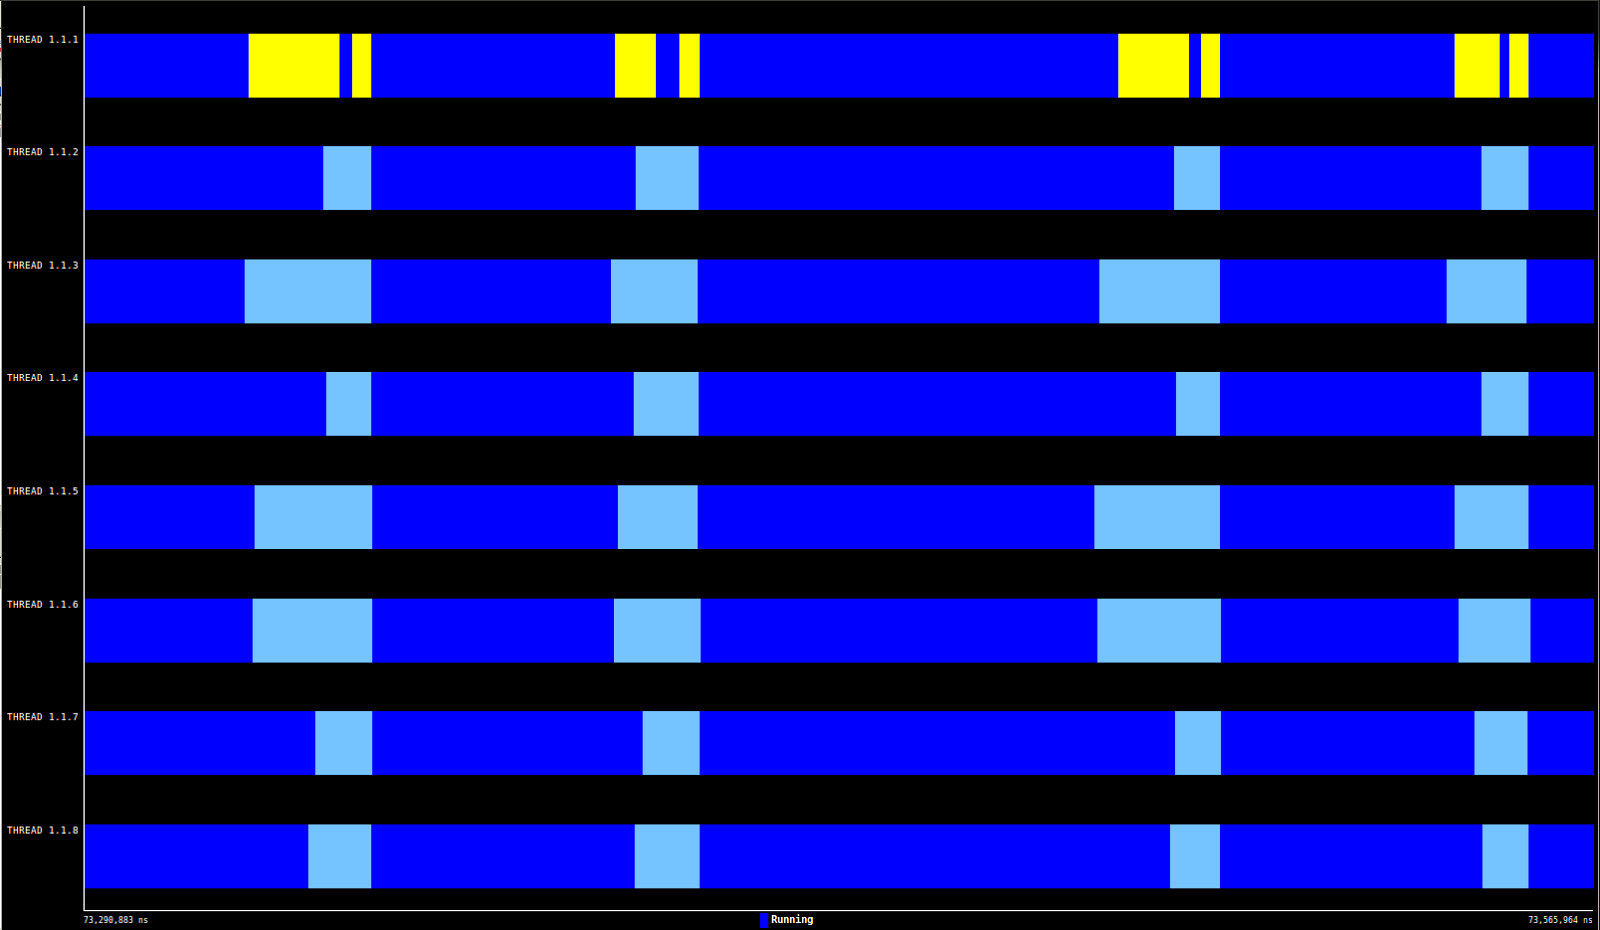 THREAD 1.1.1
THREAD 1.1.2
THREAD 1.1.3
THREAD 1.1.4
THREAD 1.1.5
THREAD 1.1.6
THREAD 1.1.7
THREAD 1.1.8
73,290,883 ns Running 73,565,964 ns